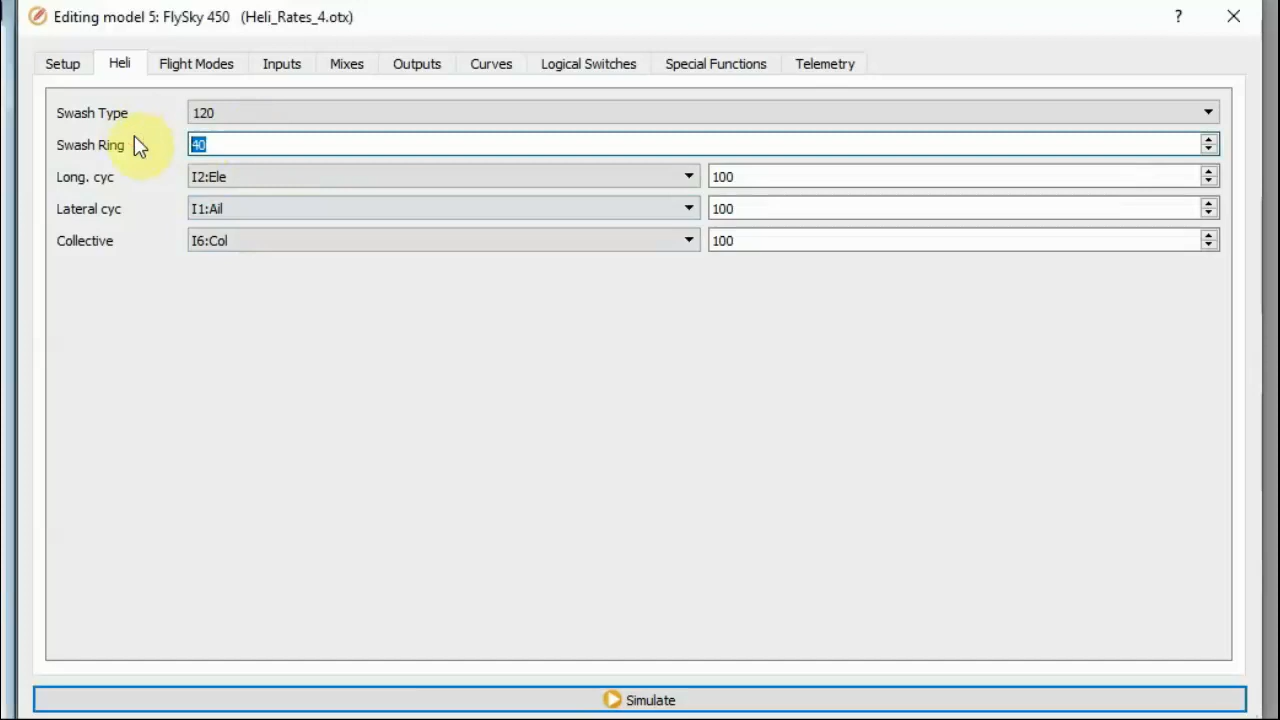 Editing model 5: FlySky 450 (Heli_Rates_4.otx) ?
Setup Heli Flight Modes Inputs Mixes Outputs Curves Logical Switches Special Functions Telemetry
Swash Type 120
Swash Ring 40
Long. cyc I2:Ele 100
Lateral cyc I1:Ail 100
Collective I6:Col 100
Simulate